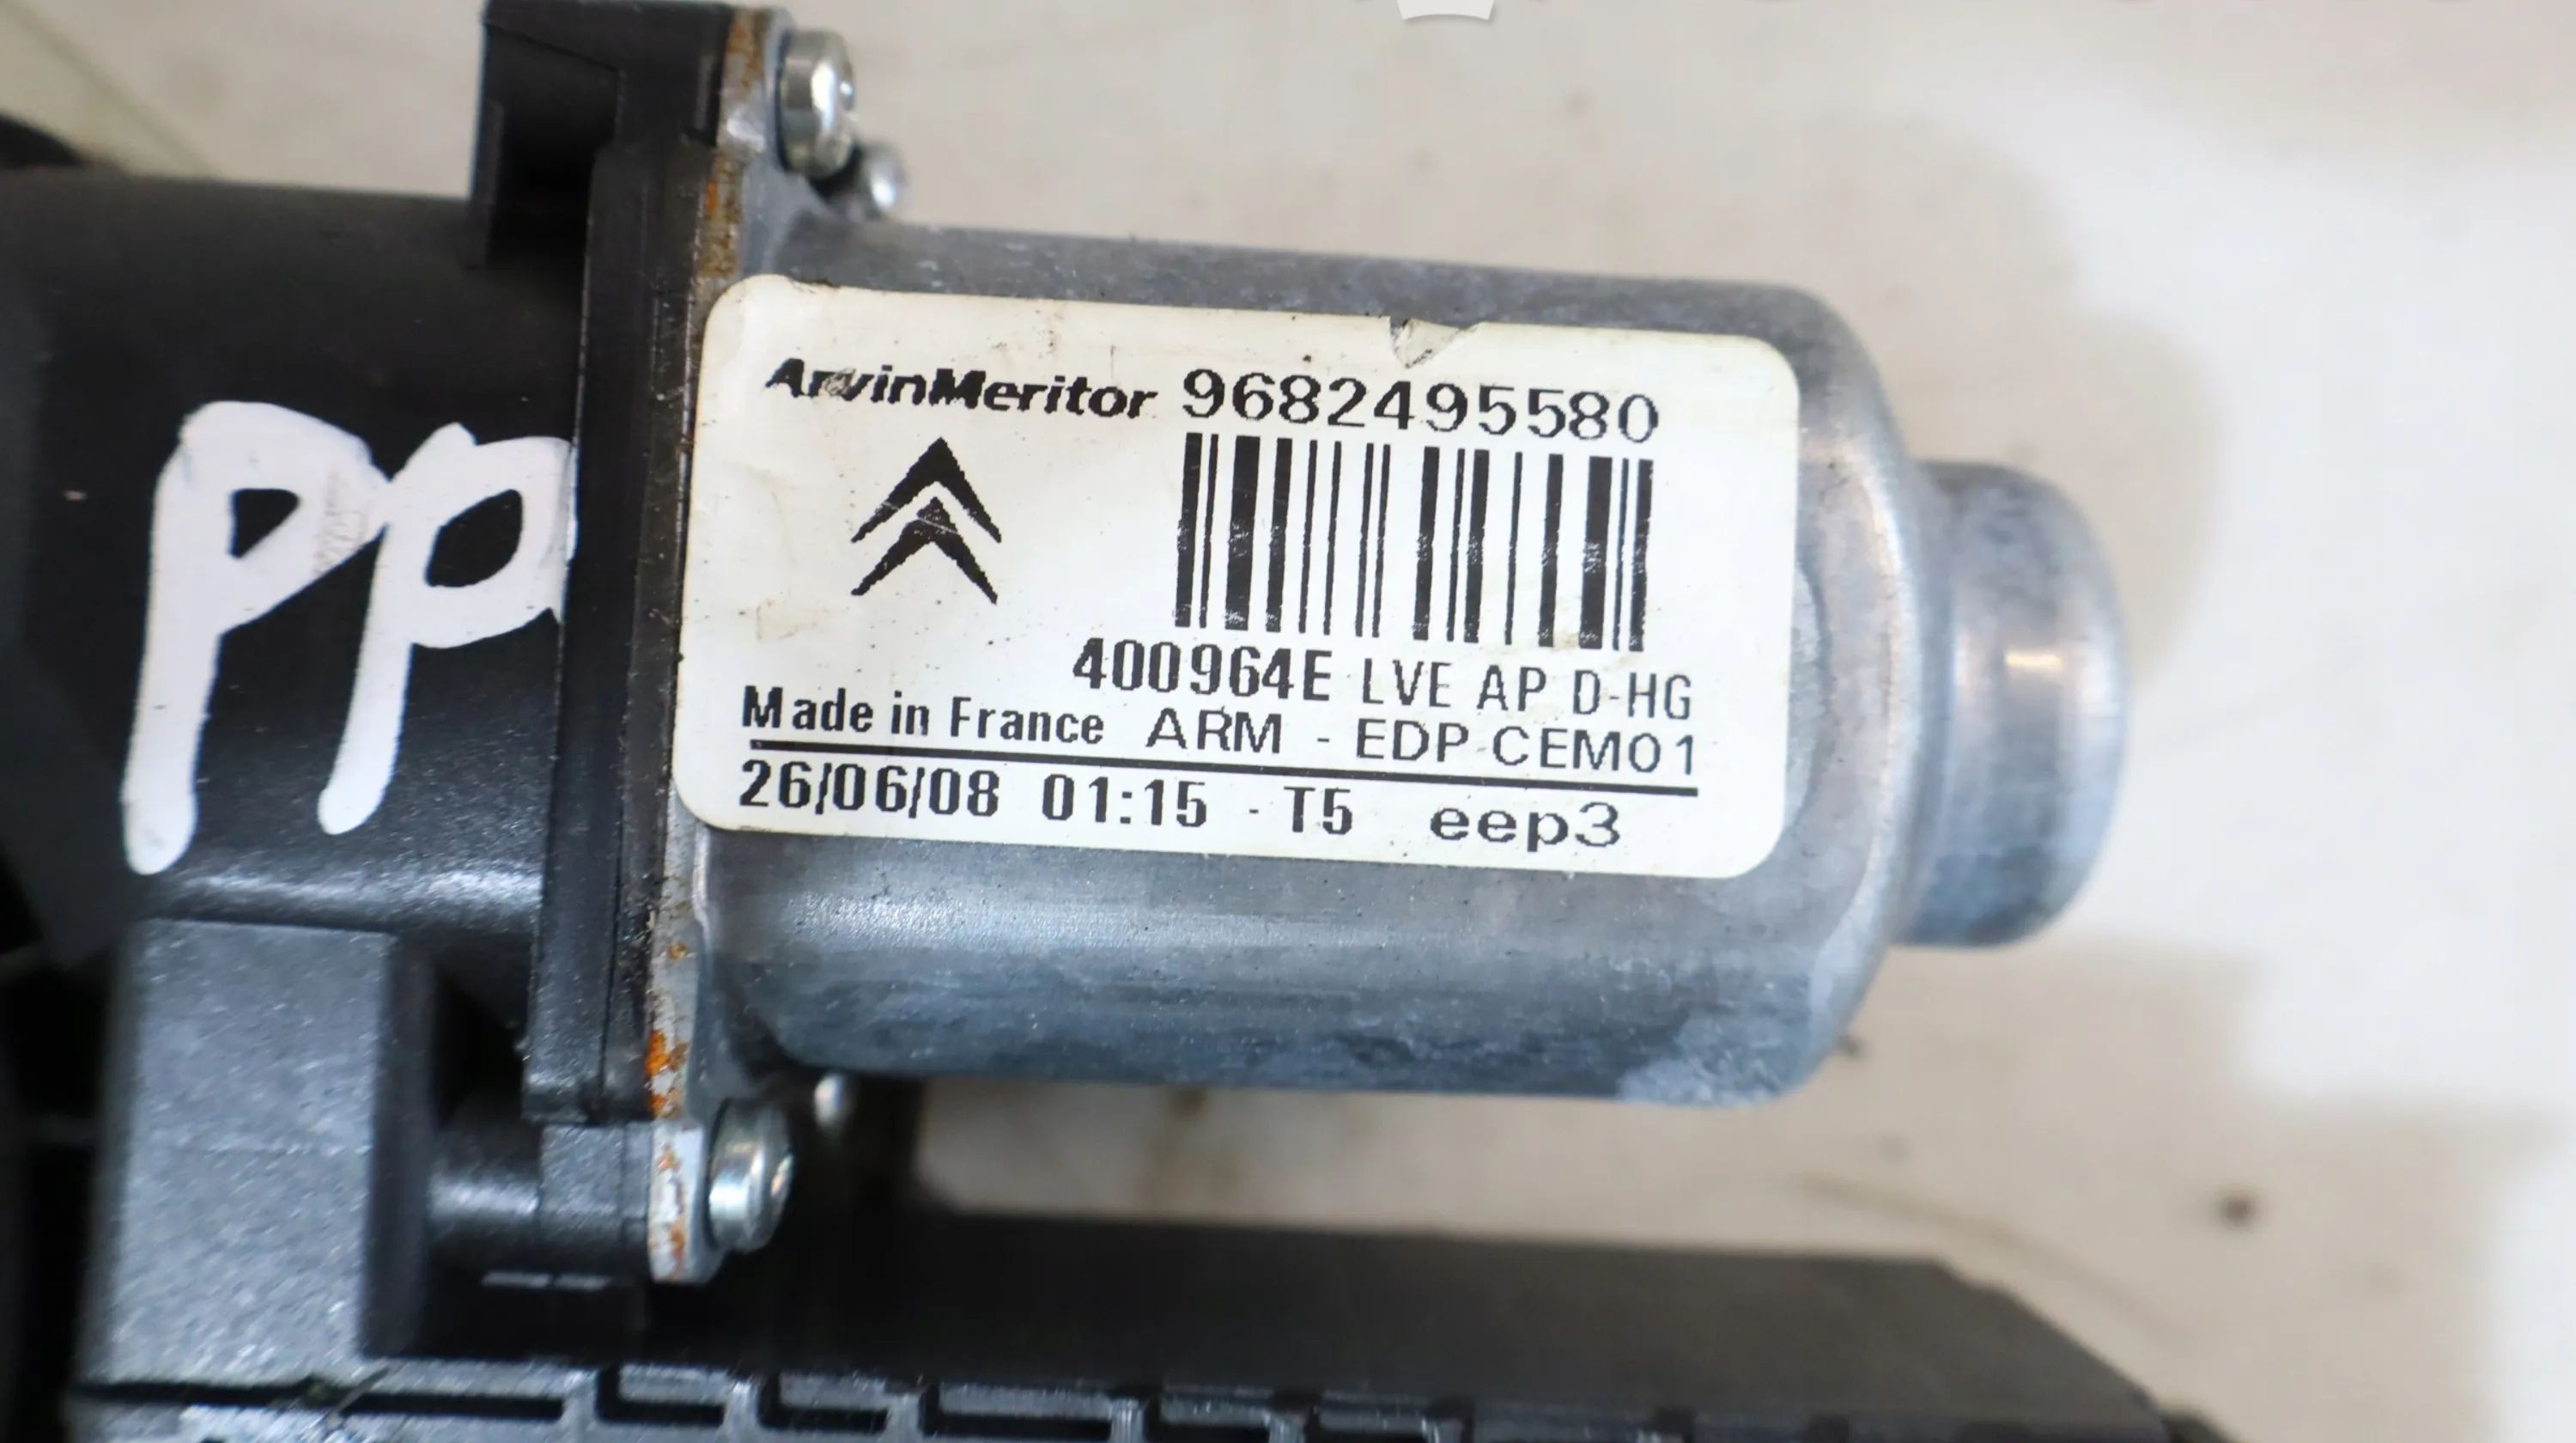 PP
ArvinMeritor 9682495580
400964E LVE AP D-HG
Made in France ARM - EDP CEM01
26/06/08 01:15 - T5 eep3